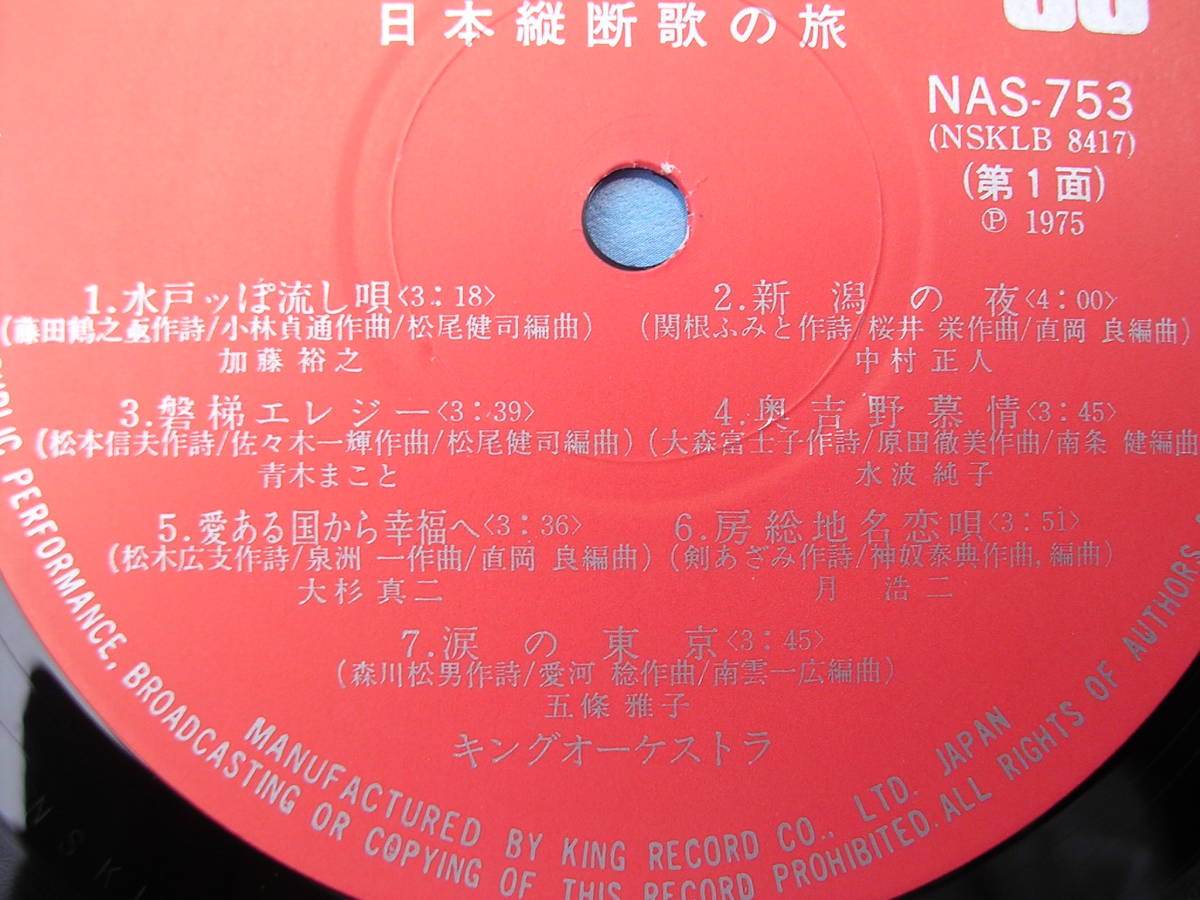 日本縦断歌の旅
NAS-753
(NSKLB 8417)
(第1面)
Ⓟ 1975
1.水戸ッぽ流し唄<3:18>
(藤田鶴之丞作詩/小林貞通作曲/松尾健司編曲)
加藤裕之
2.新潟の夜<4:00>
(関根ふみと作詩/桜井 栄作曲/直岡 良編曲)
中村正人
3.磐梯エレジー<3:39>
(松本信夫作詩/佐々木一輝作曲/松尾健司編曲)
青木まこと
4.奥吉野慕情<3:45>
(大森富士子作詩/原田徹美作曲/南条 健編曲
水波純子
5.愛ある国から幸福へ<3:36>
(松木広支作詩/泉洲 一作曲/直岡 良編曲)
大杉真二
6.房総地名恋唄<3:51>
(剣あざみ作詩/神奴泰典作曲,編曲)
月 浩二
7.涙の東京<3:45>
(森川松男作詩/愛河 稔作曲/南雲一広編曲)
五條雅子
キングオーケストラ
MANUFACTURED BY KING RECORD CO., LTD. JAPAN
PERFORMANCE, BROADCASTING OR COPYING OF THIS RECORD PROHIBITED. ALL RIGHTS OF AUTHORS